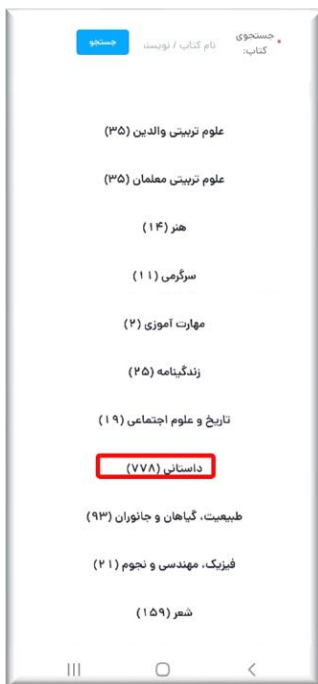 * جستجوی کتاب:
نام کتاب / نویسند
جستجو
علوم تربیتی والدین (۳۵)
علوم تربیتی معلمان (۳۵)
هنر (۱۴)
سرگرمی (۱۱)
مهارت آموزی (۲)
زندگینامه (۲۵)
تاریخ و علوم اجتماعی (۱۹)
داستانی (۷۷۸)
طبیعیت، گیاهان و جانوران (۹۳)
فیزیک، مهندسی و نجوم (۲۱)
شعر (۱۵۹)